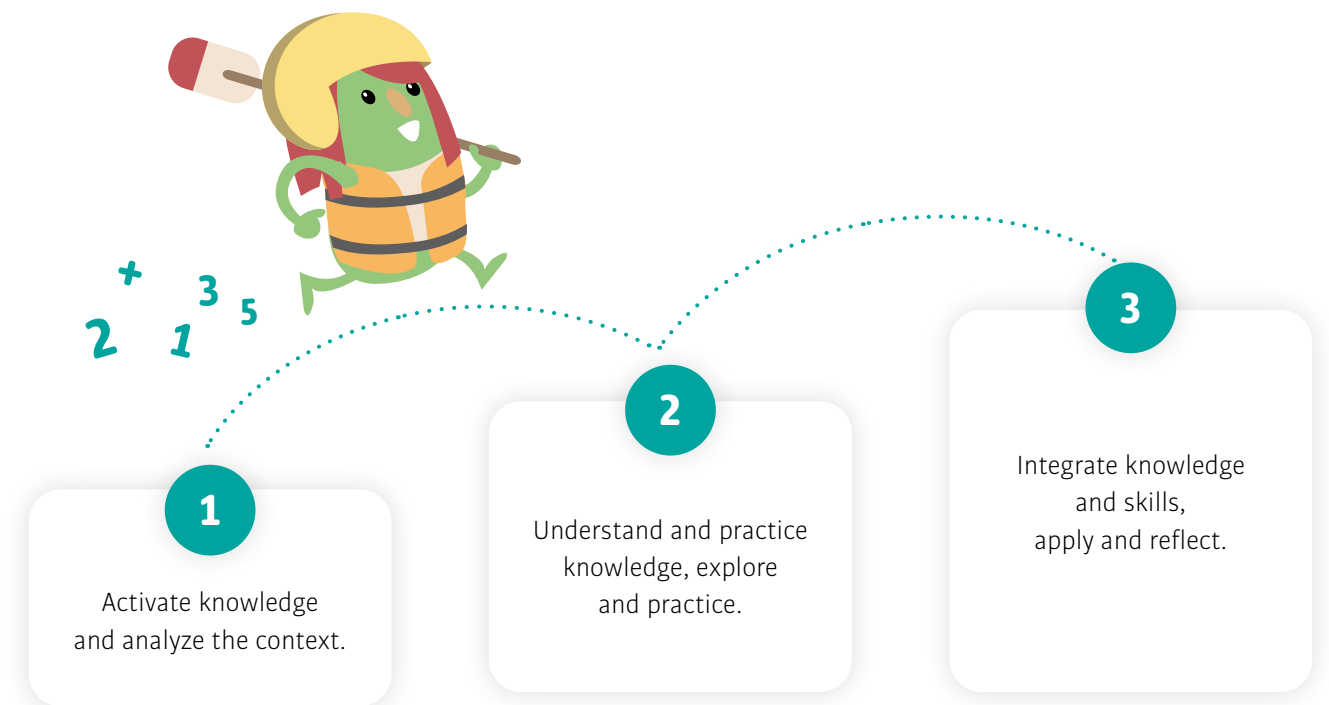 +
3
5
2
1
1
Activate knowledge
and analyze the context.
2
Understand and practice
knowledge, explore
and practice.
3
Integrate knowledge
and skills,
apply and reflect.